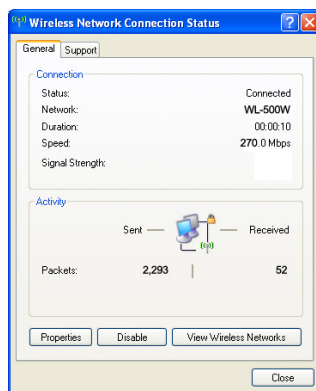 Wireless Network Connection Status
General Support
Connection
Status: Connected
Network: WL-500W
Duration: 00:00:10
Speed: 270.0 Mbps
Signal Strength:
Activity
Sent — — Received
Packets: 2,293 | 52
Properties Disable View Wireless Networks
Close